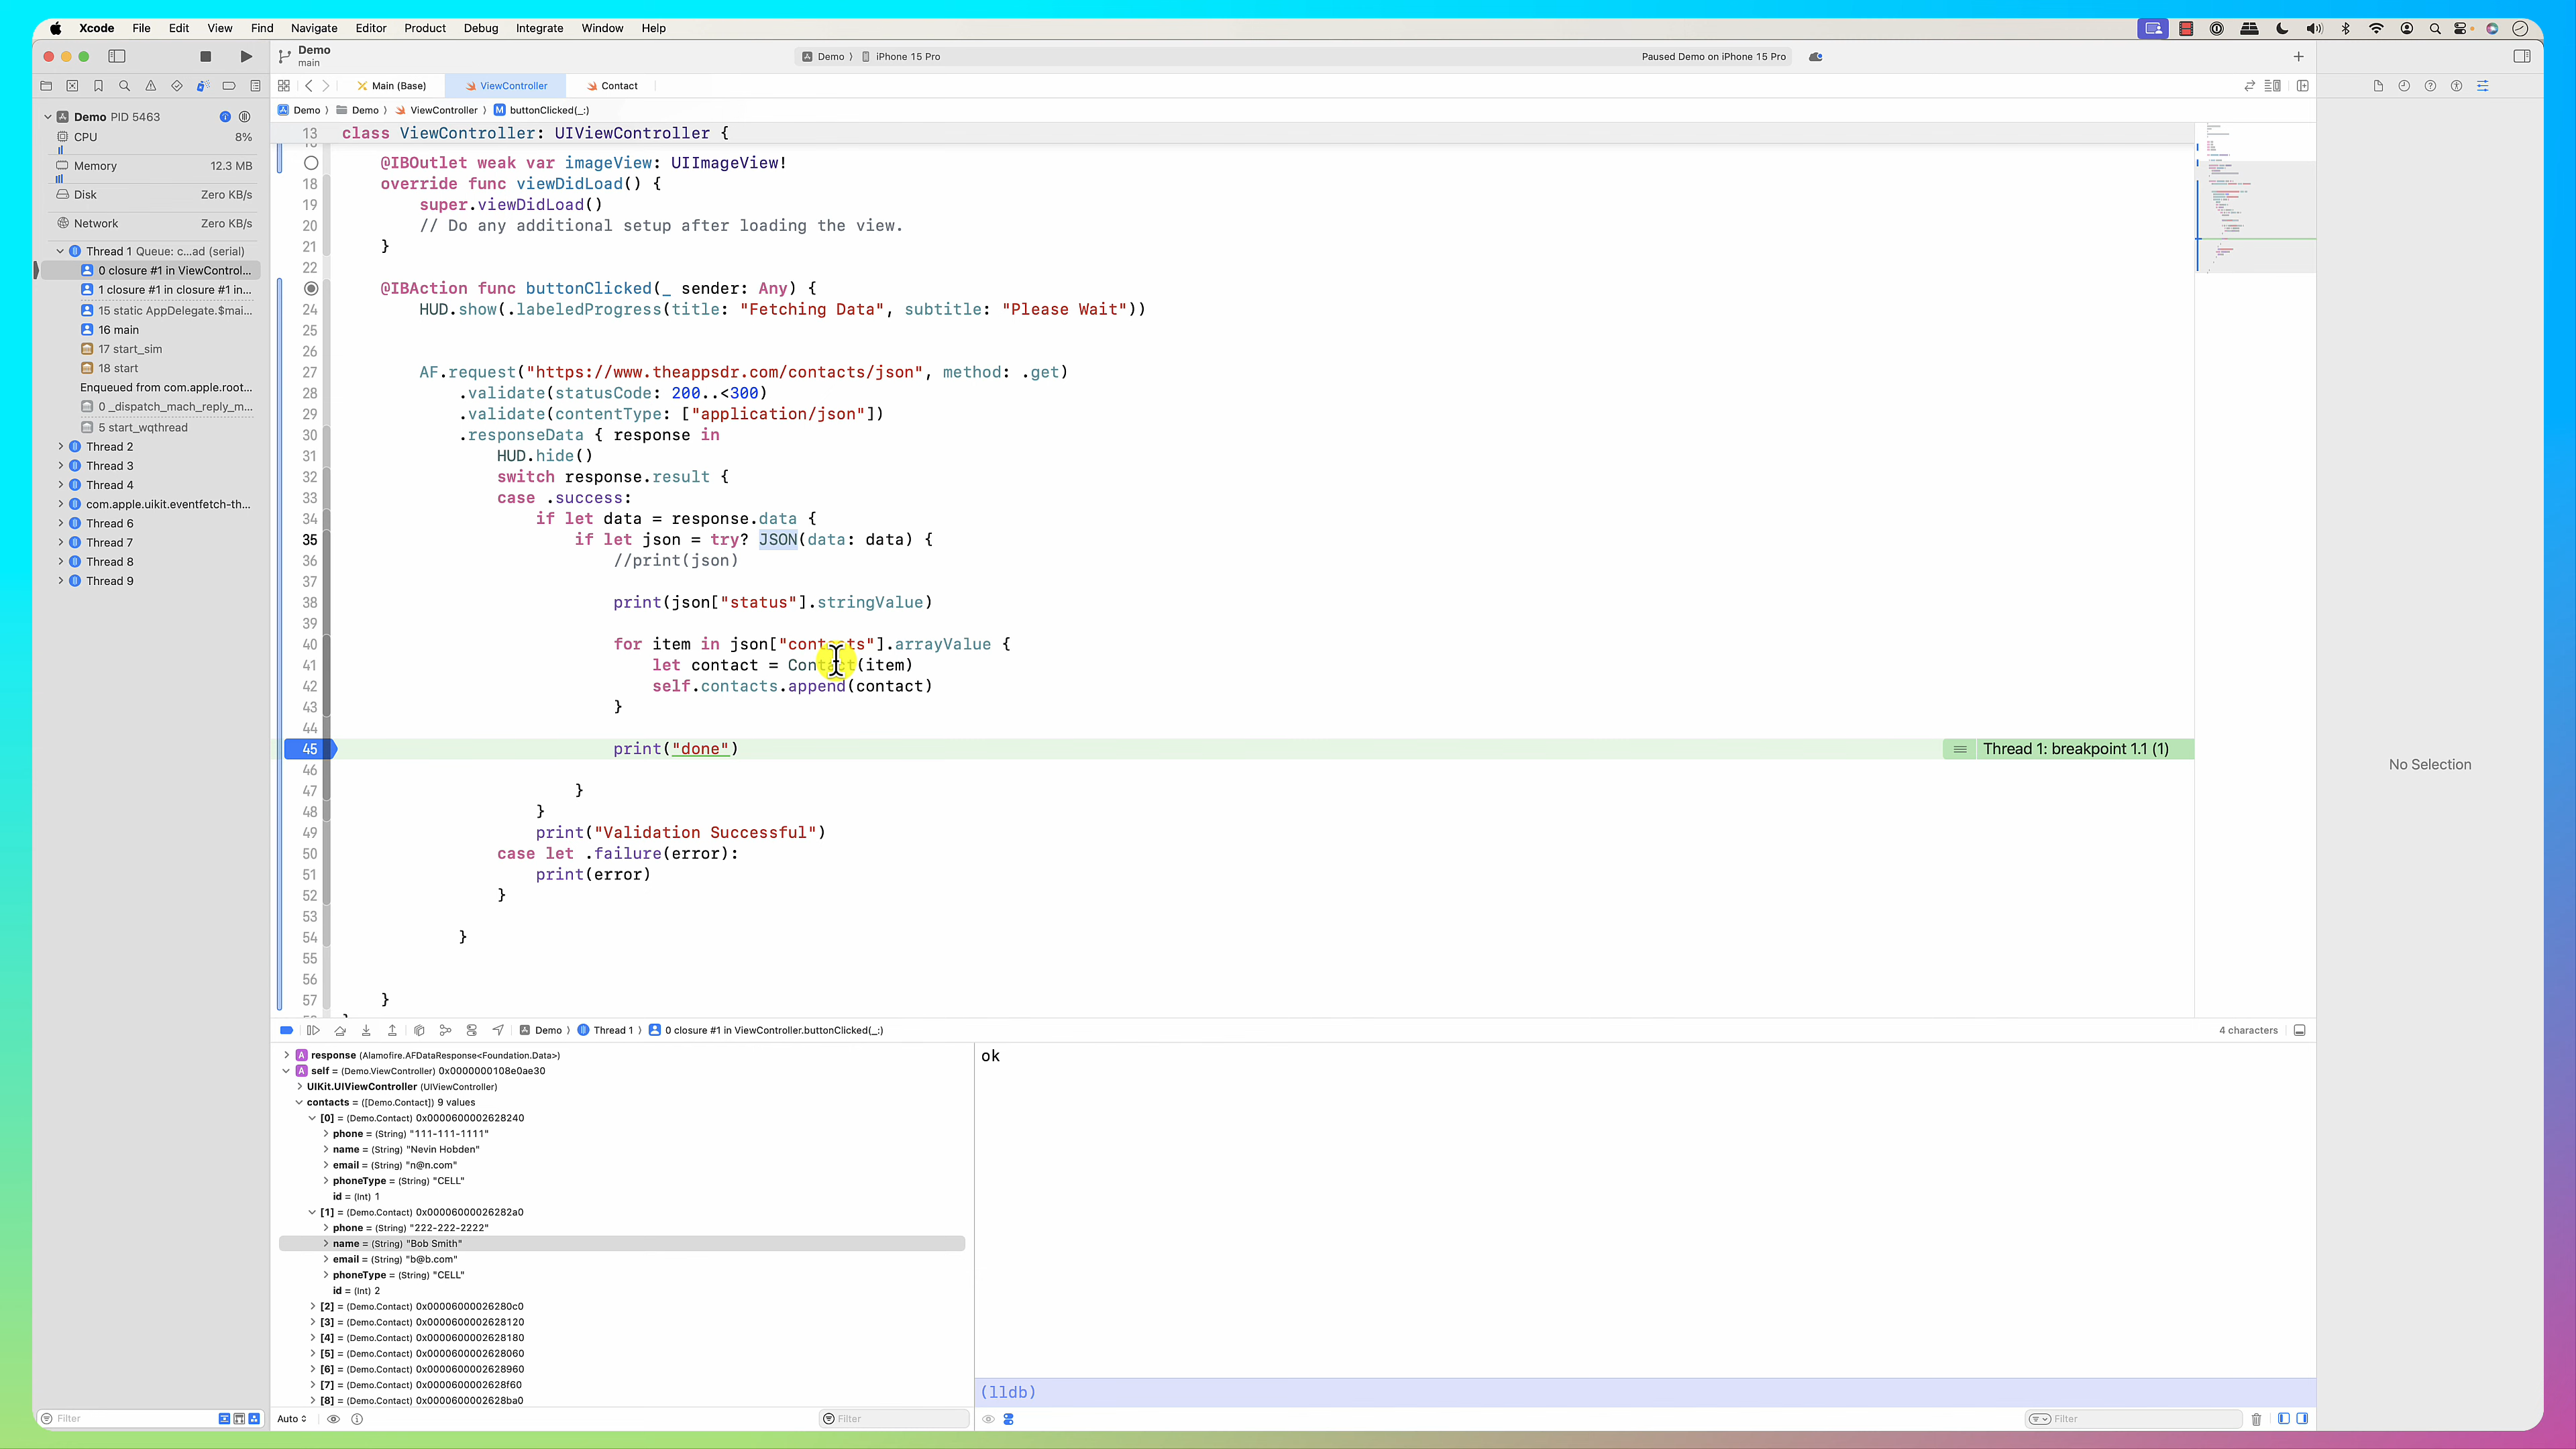 Xcode File Edit View Find Navigate Editor Product Debug Integrate Window Help
Demo
main
Demo iPhone 15 Pro
Paused Demo on iPhone 15 Pro
Main (Base) ViewController Contact
Demo Demo ViewController M buttonClicked(_:)
Demo PID 5463
CPU 8%
Memory 12.3 MB
Disk Zero KB/s
Network Zero KB/s
Thread 1 Queue: c...ad (serial)
0 closure #1 in ViewControl...
1 closure #1 in closure #1 in...
15 static AppDelegate.$mai...
16 main
17 start_sim
18 start
Enqueued from com.apple.root...
0 _dispatch_mach_reply_m...
5 start_wqthread
Thread 2
Thread 3
Thread 4
com.apple.uikit.eventfetch-th...
Thread 6
Thread 7
Thread 8
Thread 9
Filter
13 class ViewController: UIViewController {
@IBOutlet weak var imageView: UIImageView!
18 override func viewDidLoad() {
19 super.viewDidLoad()
20 // Do any additional setup after loading the view.
21 }
22
@IBAction func buttonClicked(_ sender: Any) {
24 HUD.show(.labeledProgress(title: "Fetching Data", subtitle: "Please Wait"))
25
26
27 AF.request("https://www.theappsdr.com/contacts/json", method: .get)
28 .validate(statusCode: 200..<300)
29 .validate(contentType: ["application/json"])
30 .responseData { response in
31 HUD.hide()
32 switch response.result {
33 case .success:
34 if let data = response.data {
35 if let json = try? JSON(data: data) {
36 //print(json)
37
38 print(json["status"].stringValue)
39
40 for item in json["contacts"].arrayValue {
41 let contact = Contact(item)
42 self.contacts.append(contact)
43 }
44
45 print("done") Thread 1: breakpoint 1.1 (1)
46
47 }
48 }
49 print("Validation Successful")
50 case let .failure(error):
51 print(error)
52 }
53
54 }
55
56
57 }
No Selection
Demo Thread 1 0 closure #1 in ViewController.buttonClicked(_:)
4 characters
A response (Alamofire.AFDataResponse<Foundation.Data>)
A self = (Demo.ViewController) 0x0000000108e0ae30
UIKit.UIViewController (UIViewController)
contacts = ([Demo.Contact]) 9 values
[0] = (Demo.Contact) 0x0000600002628240
phone = (String) "111-111-1111"
name = (String) "Nevin Hobden"
email = (String) "n@n.com"
phoneType = (String) "CELL"
id = (Int) 1
[1] = (Demo.Contact) 0x00006000026282a0
phone = (String) "222-222-2222"
name = (String) "Bob Smith"
email = (String) "b@b.com"
phoneType = (String) "CELL"
id = (Int) 2
[2] = (Demo.Contact) 0x00006000026280c0
[3] = (Demo.Contact) 0x0000600002628120
[4] = (Demo.Contact) 0x0000600002628180
[5] = (Demo.Contact) 0x0000600002628060
[6] = (Demo.Contact) 0x0000600002628960
[7] = (Demo.Contact) 0x0000600002628f60
[8] = (Demo.Contact) 0x0000600002628ba0
Auto
Filter
ok
(lldb)
Filter